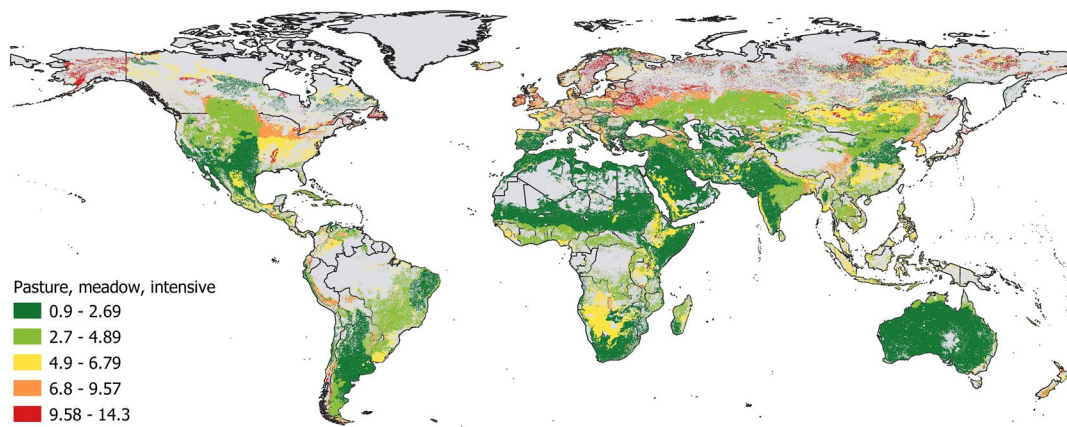 Pasture, meadow, intensive
0.9 - 2.69
2.7 - 4.89
4.9 - 6.79
6.8 - 9.57
9.58 - 14.3